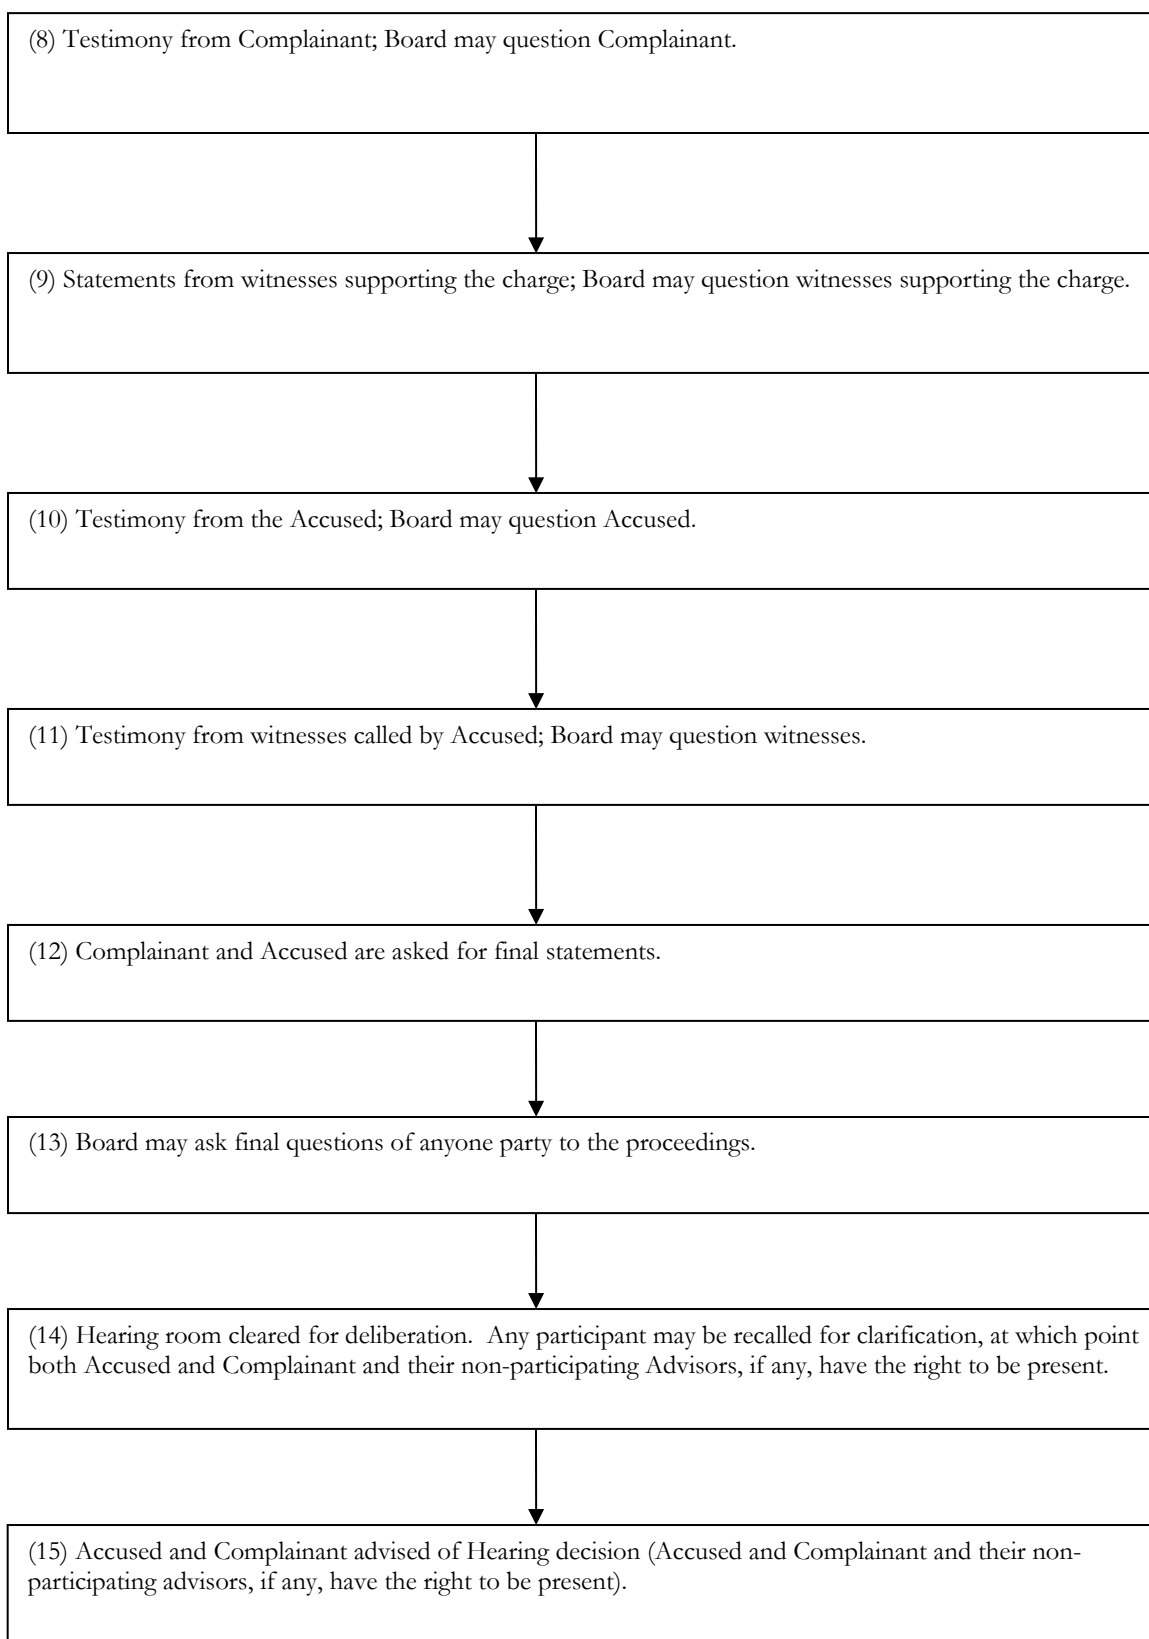 (8) Testimony from Complainant; Board may question Complainant.
(9) Statements from witnesses supporting the charge; Board may question witnesses supporting the charge.
(10) Testimony from the Accused; Board may question Accused.
(11) Testimony from witnesses called by Accused; Board may question witnesses.
(12) Complainant and Accused are asked for final statements.
(13) Board may ask final questions of anyone party to the proceedings.
(14) Hearing room cleared for deliberation.  Any participant may be recalled for clarification, at which point
both Accused and Complainant and their non-participating Advisors, if any, have the right to be present.
(15) Accused and Complainant advised of Hearing decision (Accused and Complainant and their non-
participating advisors, if any, have the right to be present).